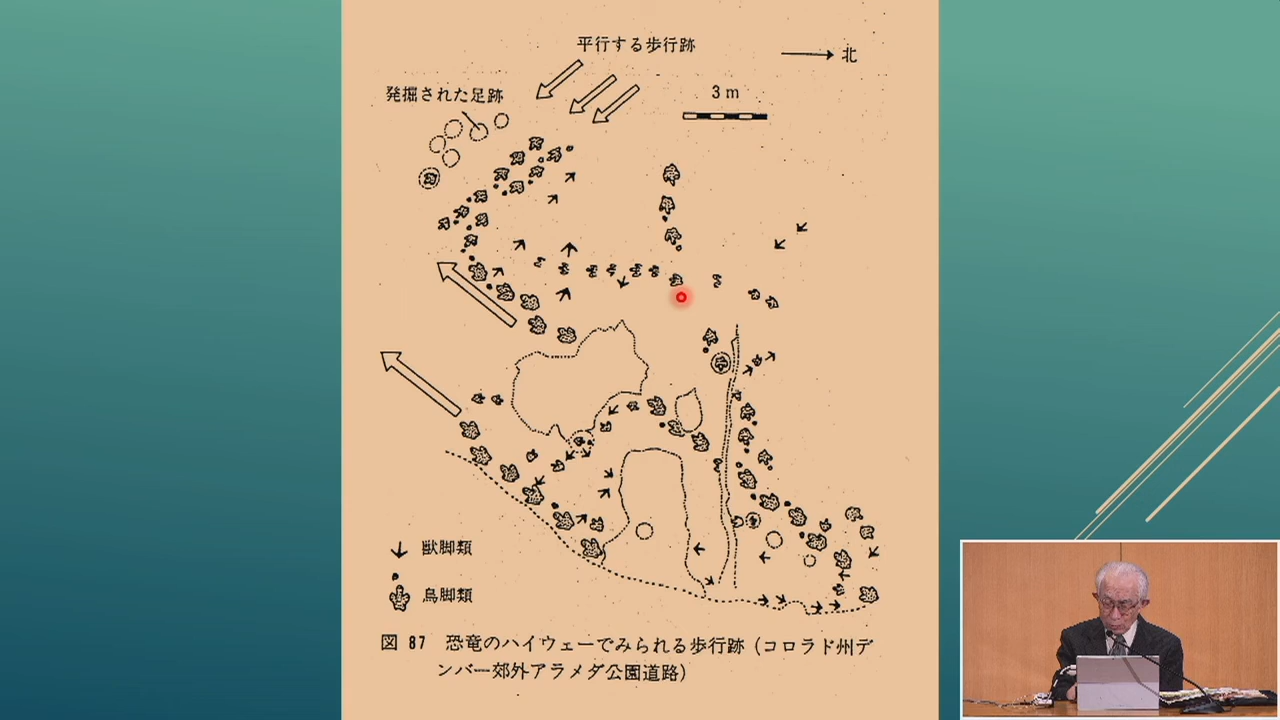 平行する歩行跡
北
発掘された足跡
3 m
獣脚類
鳥脚類
図 87 恐竜のハイウェーでみられる歩行跡(コロラド州デ
ンバー郊外アラメダ公園道路)